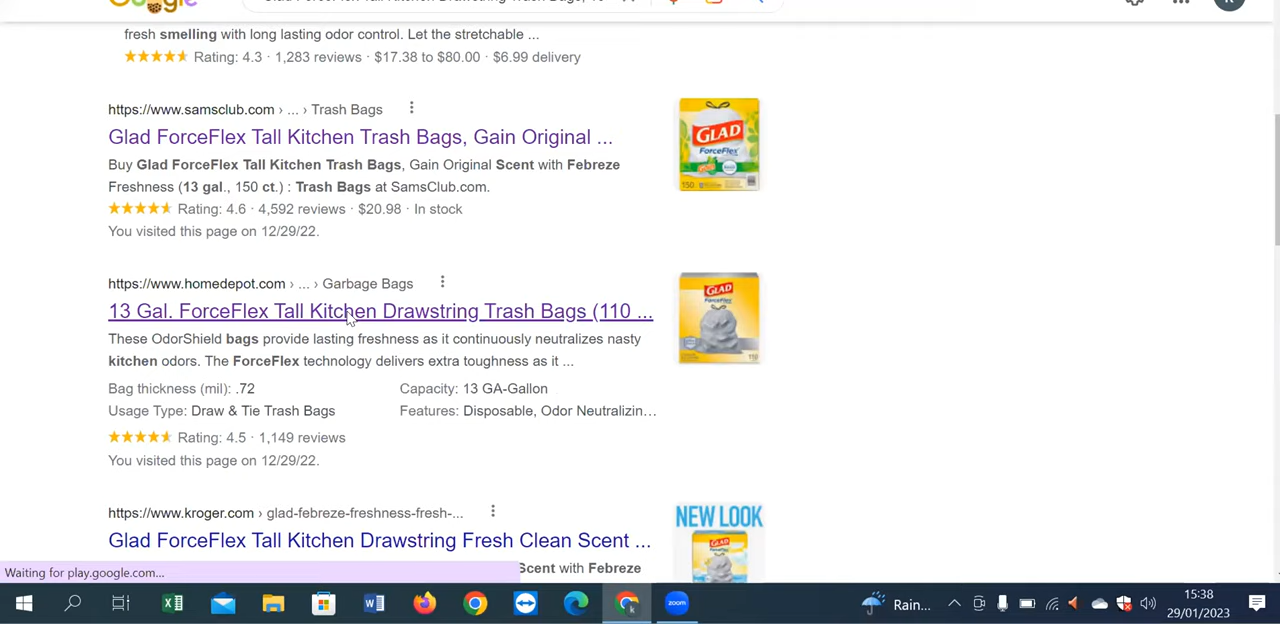 fresh smelling with long lasting odor control. Let the stretchable ...
Rating: 4.3 · 1,283 reviews · $17.38 to $80.00 · $6.99 delivery
https://www.samsclub.com › ... › Trash Bags
Glad ForceFlex Tall Kitchen Trash Bags, Gain Original ...
Buy Glad ForceFlex Tall Kitchen Trash Bags, Gain Original Scent with Febreze
Freshness (13 gal., 150 ct.) : Trash Bags at SamsClub.com.
Rating: 4.6 · 4,592 reviews · $20.98 · In stock
You visited this page on 12/29/22.
GLAD
ForceFlex
150
https://www.homedepot.com › ... › Garbage Bags
13 Gal. ForceFlex Tall Kitchen Drawstring Trash Bags (110 ...
These OdorShield bags provide lasting freshness as it continuously neutralizes nasty
kitchen odors. The ForceFlex technology delivers extra toughness as it ...
Bag thickness (mil): .72
Capacity: 13 GA-Gallon
Usage Type: Draw & Tie Trash Bags
Features: Disposable, Odor Neutralizin...
Rating: 4.5 · 1,149 reviews
You visited this page on 12/29/22.
GLAD
ForceFlex
110
https://www.kroger.com › glad-febreze-freshness-fresh-...
Glad ForceFlex Tall Kitchen Drawstring Fresh Clean Scent ...
Scent with Febreze
NEW LOOK
GLAD
Waiting for play.google.com...
zoom
Rain...
15:38
29/01/2023